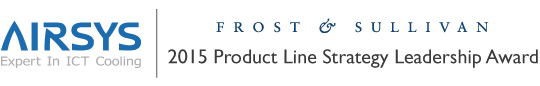 AIRSYS
Expert In ICT Cooling
FROST & SULLIVAN
2015 Product Line Strategy Leadership Award